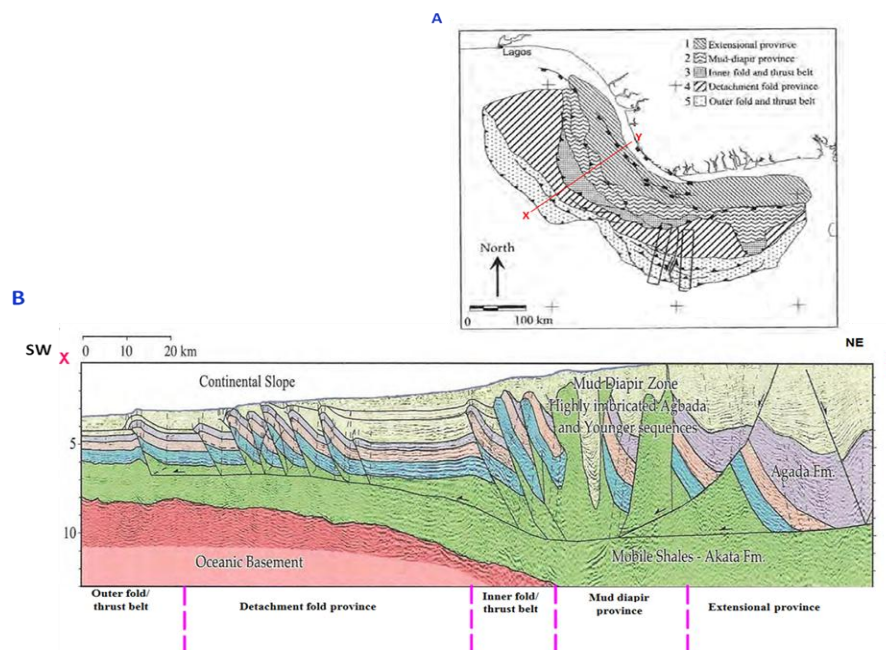 A
Lagos
1 Extensional province
2 Mud-diapir province
3 Inner fold and thrust belt
4 Detachment fold province
5 Outer fold and thrust belt
Y
X
North
0 100 km
B
SW X 0 10 20 km NE
Continental Slope
Mud Diapir Zone
Highly imbricated Agbada
and Younger sequences
5
Agada Fm.
10
Oceanic Basement
Mobile Shales - Akata Fm.
Outer fold/
thrust belt
Detachment fold province
Inner fold/
thrust belt
Mud diapir
province
Extensional province